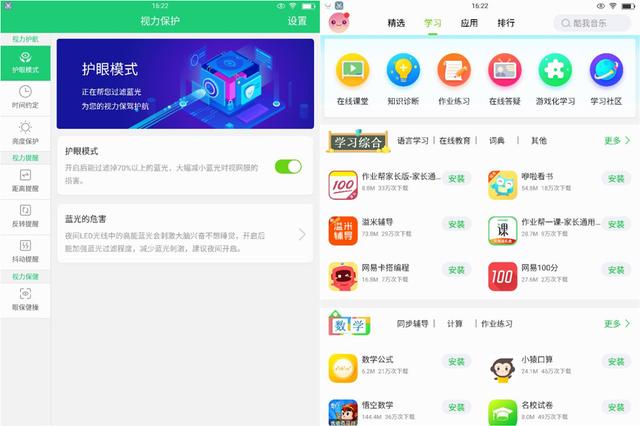 16:22
视力保护
设置
视力护航
护眼模式
时间约定
亮度保护
视力提醒
距离提醒
反转提醒
抖动提醒
视力保健
眼保健操
护眼模式
正在帮您过滤蓝光
为您的视力保驾护航
护眼模式
开启后能过滤掉70%以上的蓝光，大幅减小蓝光对视网膜的
损害。
蓝光的危害
夜间LED光线中的高能蓝光会刺激大脑兴奋不想睡觉，开启后
能加强蓝光过滤程度，减少蓝光刺激，建议夜间开启。
16:22
精选
学习
应用
排行
酷我音乐
在线课堂
知识诊断
作业练习
在线答疑
游戏化学习
学习社区
学习综合
语言学习
在线教育
词典
其他
更多
作业帮家长版-家长通...
8.8M 33万次下载
安装
咿啦看书
54.8M 18万次下载
安装
溢米辅导
溢米
辅导
73.8M 29万次下载
安装
作业帮一课-家长通用...
一课
28.7M 9万次下载
安装
网易卡搭编程
16.8M 7万次下载
安装
网易100分
100
27.6M 2万次下载
安装
数学
同步辅导
计算
作业练习
更多
数学公式
6.2M 21万次下载
安装
小猿口算
24.1M 45万次下载
安装
悟空数学
144.4M 36万次下载
安装
名校试卷
8.0M 49万次下载
安装